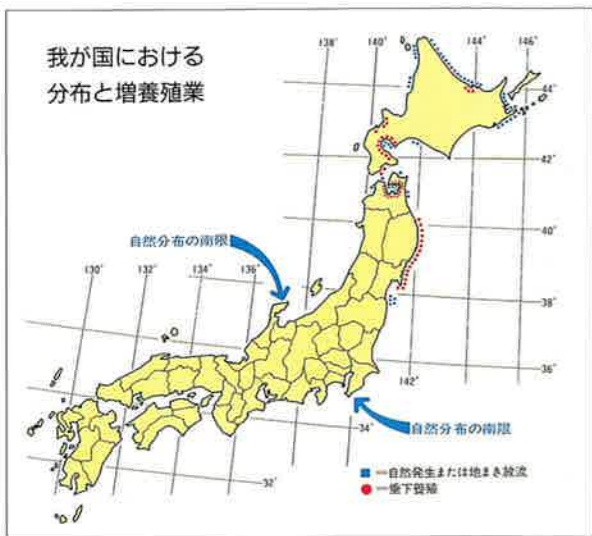 我が国における
分布と増養殖業
138°
140°
144°
146°
44°
42°
40°
38°
36°
142°
34°
32°
130°
132°
134°
136°
自然分布の南限
自然分布の南限
=自然発生または地まき放流
=垂下養殖